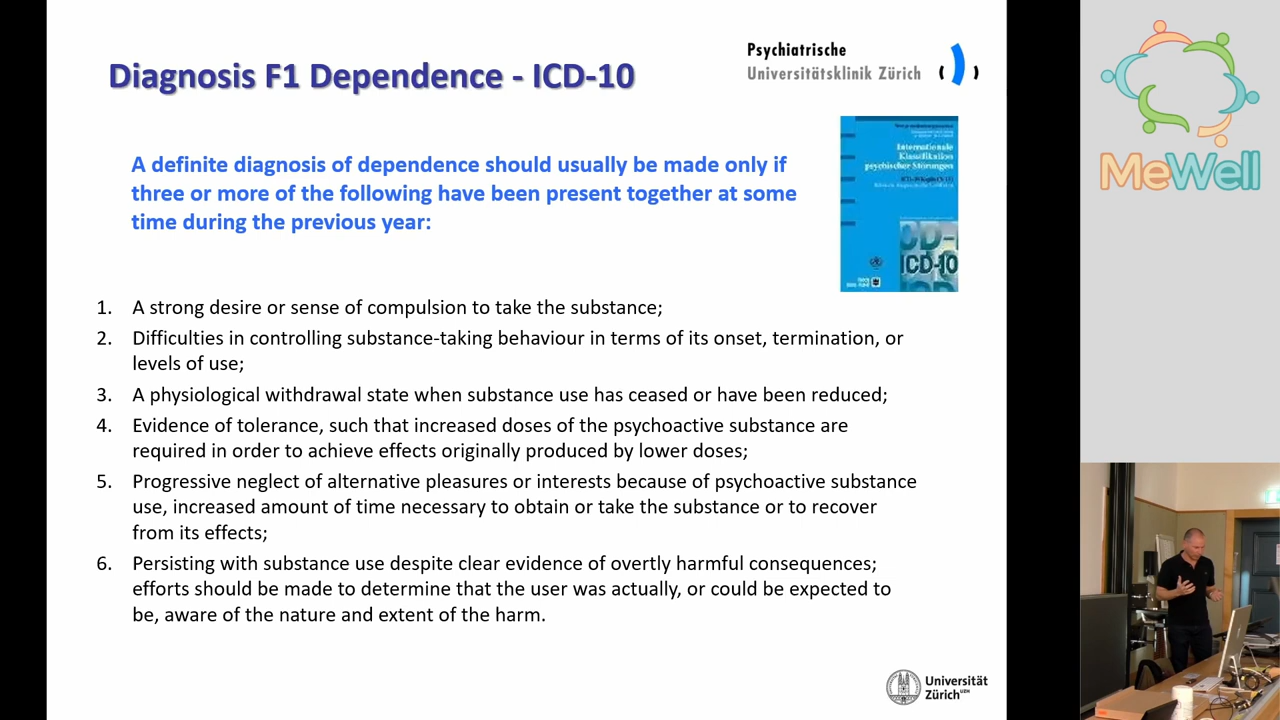 Diagnosis F1 Dependence - ICD-10
Psychiatrische
Universitätsklinik Zürich
A definite diagnosis of dependence should usually be made only if
three or more of the following have been present together at some
time during the previous year:
Internationale
Klassifikation
psychischer Störungen
ICD-10
1. A strong desire or sense of compulsion to take the substance;
2. Difficulties in controlling substance-taking behaviour in terms of its onset, termination, or
levels of use;
3. A physiological withdrawal state when substance use has ceased or have been reduced;
4. Evidence of tolerance, such that increased doses of the psychoactive substance are
required in order to achieve effects originally produced by lower doses;
5. Progressive neglect of alternative pleasures or interests because of psychoactive substance
use, increased amount of time necessary to obtain or take the substance or to recover
from its effects;
6. Persisting with substance use despite clear evidence of overtly harmful consequences;
efforts should be made to determine that the user was actually, or could be expected to
be, aware of the nature and extent of the harm.
Universität
Zürich UZH
MeWell